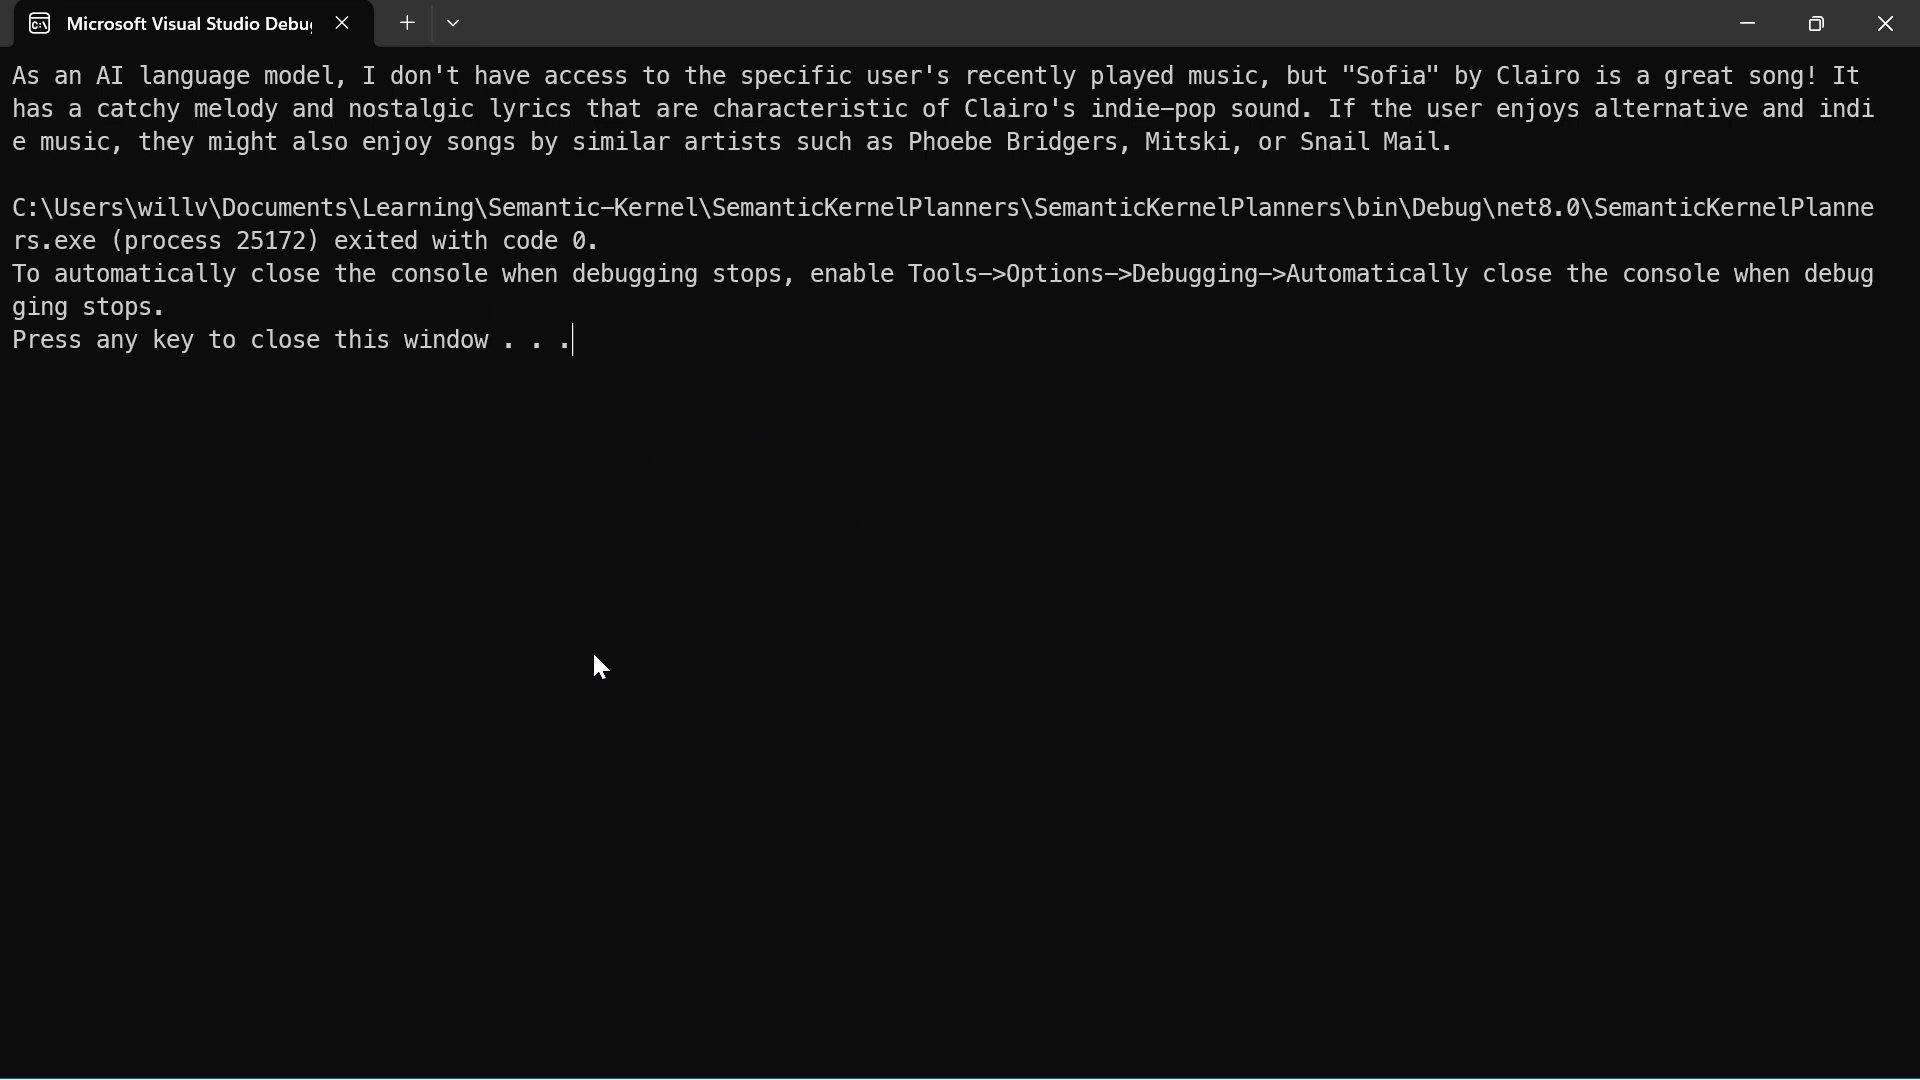 Microsoft Visual Studio Debu
As an AI language model, I don't have access to the specific user's recently played music, but "Sofia" by Clairo is a great song! It
has a catchy melody and nostalgic lyrics that are characteristic of Clairo's indie-pop sound. If the user enjoys alternative and indi
e music, they might also enjoy songs by similar artists such as Phoebe Bridgers, Mitski, or Snail Mail.
C:\Users\willv\Documents\Learning\Semantic-Kernel\SemanticKernelPlanners\SemanticKernelPlanners\bin\Debug\net8.0\SemanticKernelPlanne
rs.exe (process 25172) exited with code 0.
To automatically close the console when debugging stops, enable Tools->Options->Debugging->Automatically close the console when debug
ging stops.
Press any key to close this window . . .